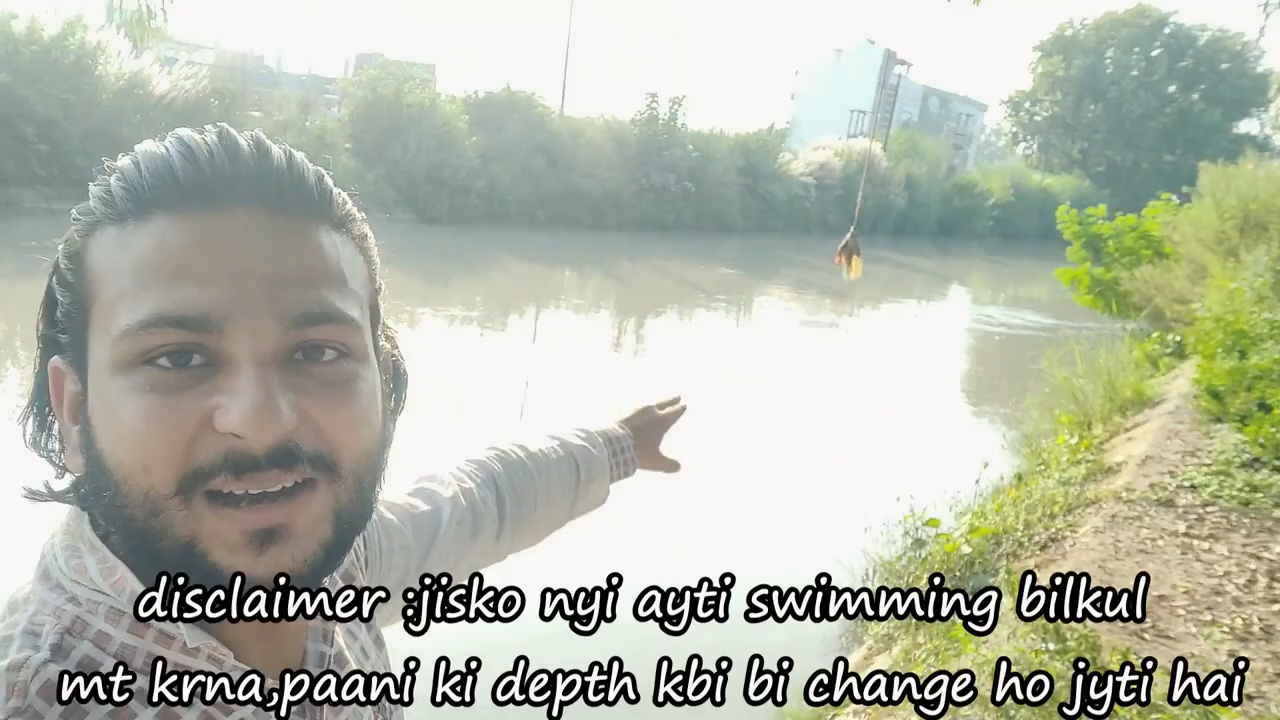 disclaimer :jisko nyi ayti swimming bilkul
mt krna,paani ki depth kbi bi change ho jyti hai